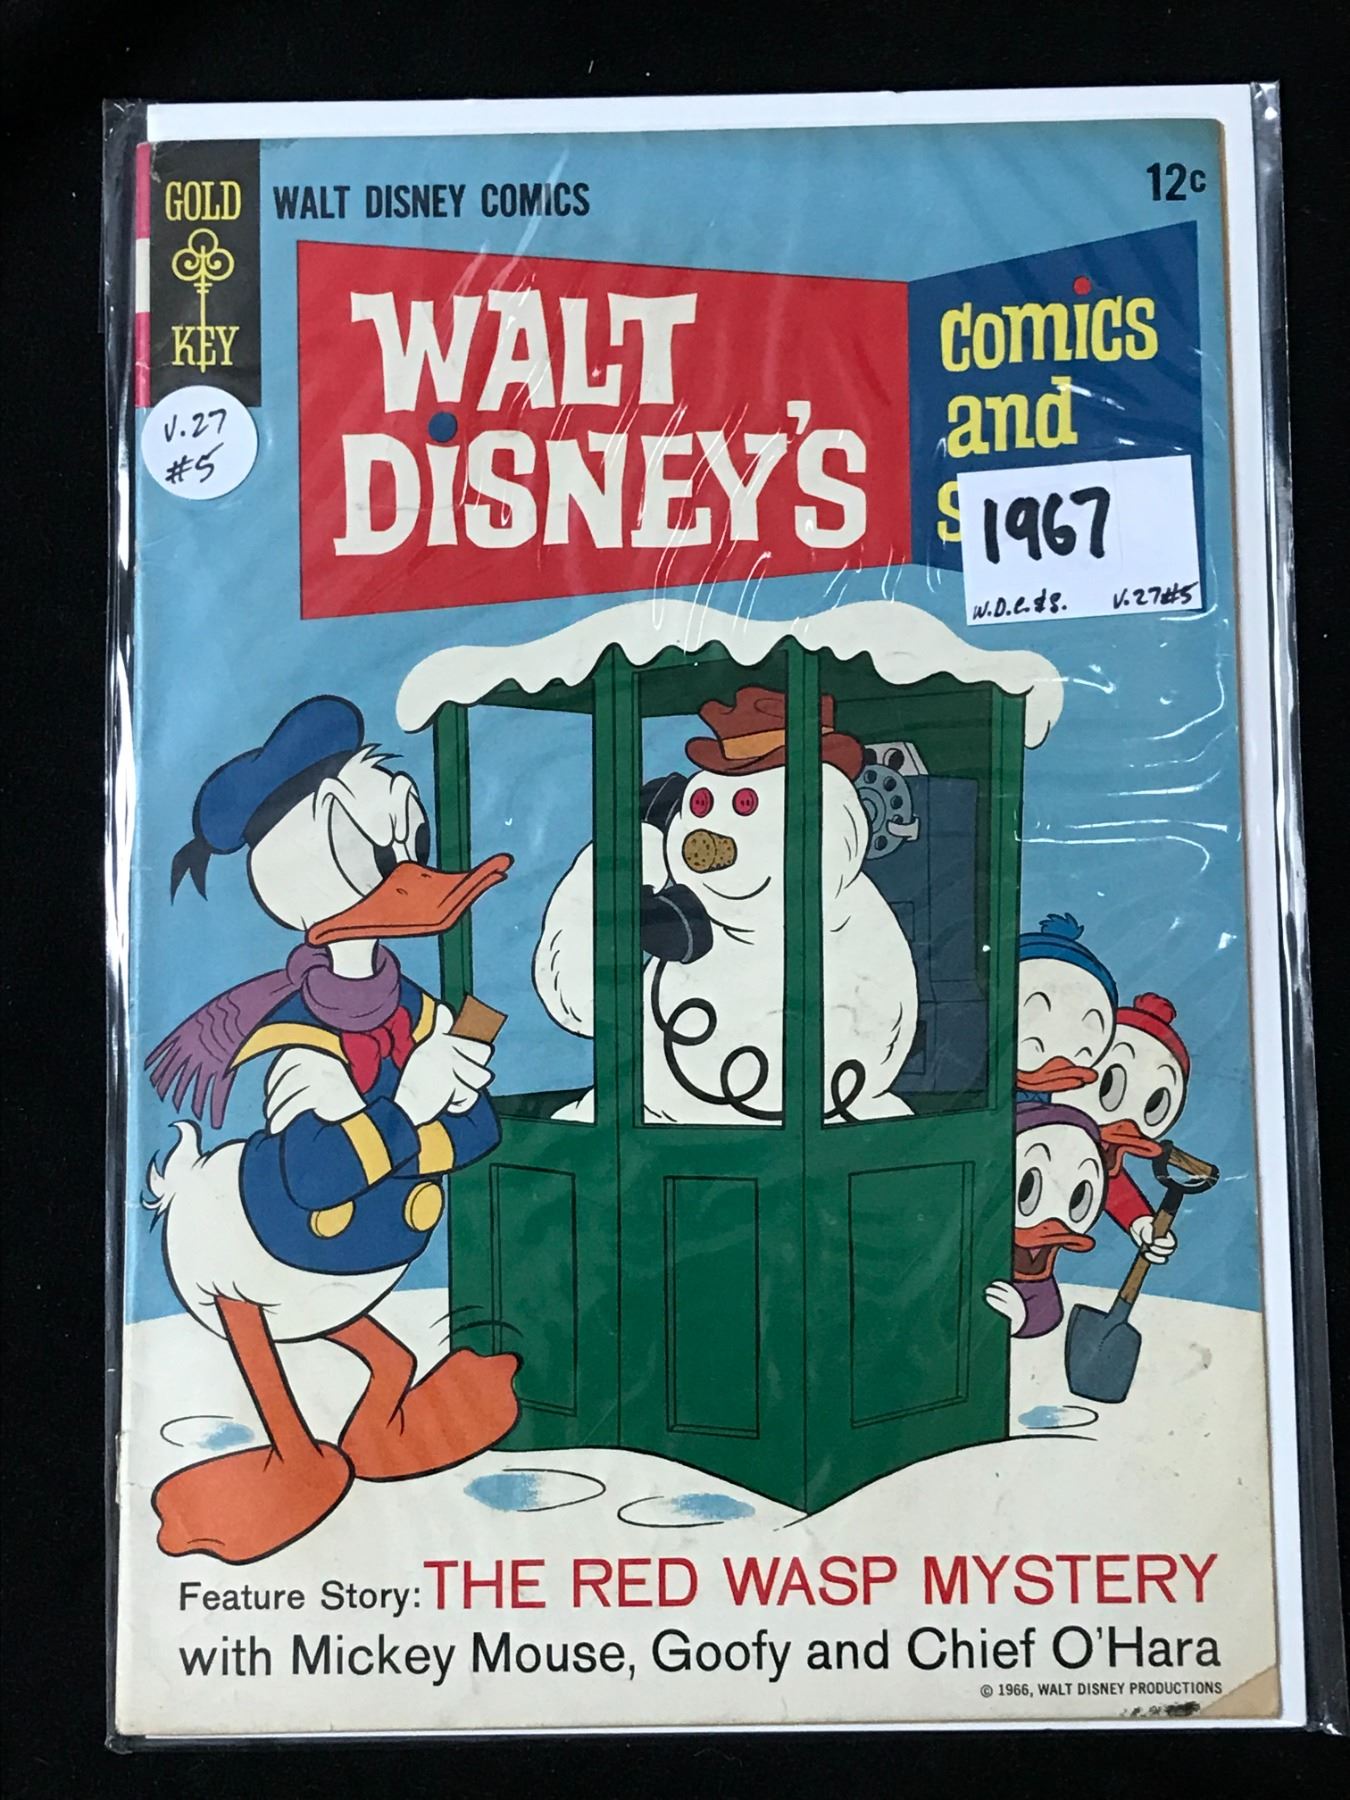 GOLD
KEY
WALT DISNEY COMICS
12c
WALT
DISNEY'S
Comics
and
V.27
#5
1967
W.D.C.&S. V.27#5
Feature Story: THE RED WASP MYSTERY
with Mickey Mouse, Goofy and Chief O'Hara
© 1966, WALT DISNEY PRODUCTIONS